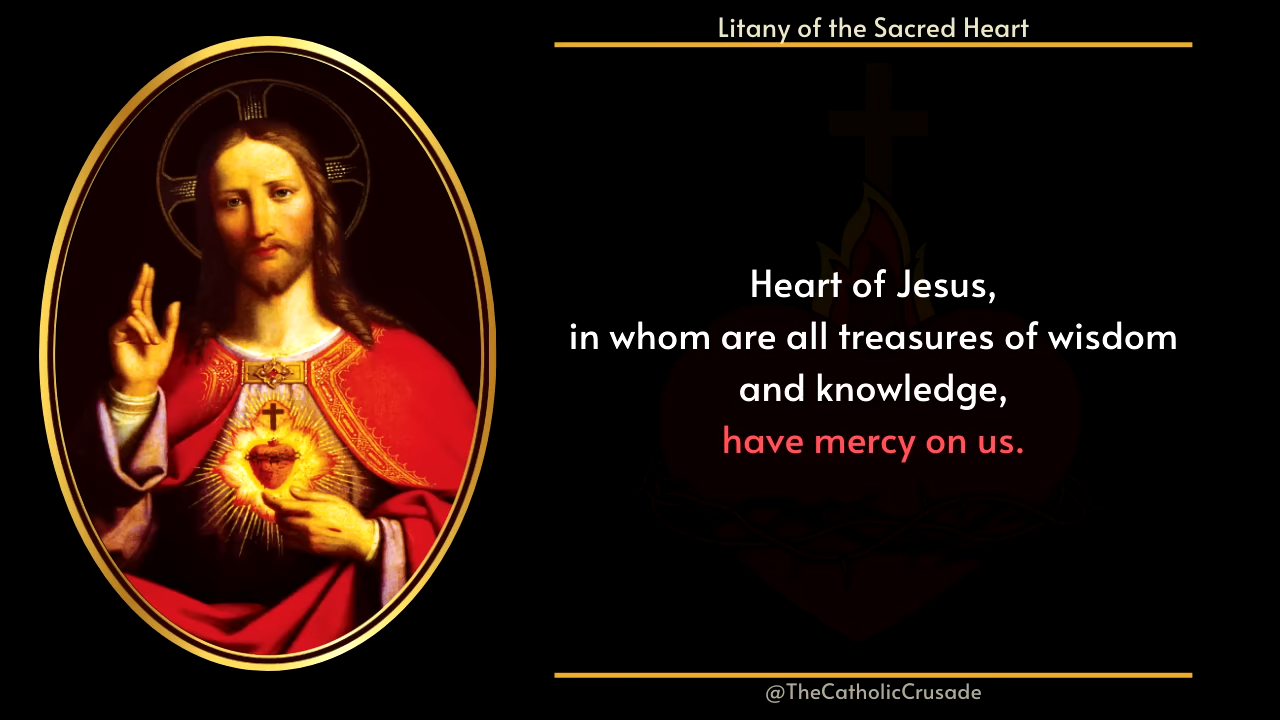 Litany of the Sacred Heart
Heart of Jesus,
in whom are all treasures of wisdom
and knowledge,
have mercy on us.
@TheCatholicCrusade